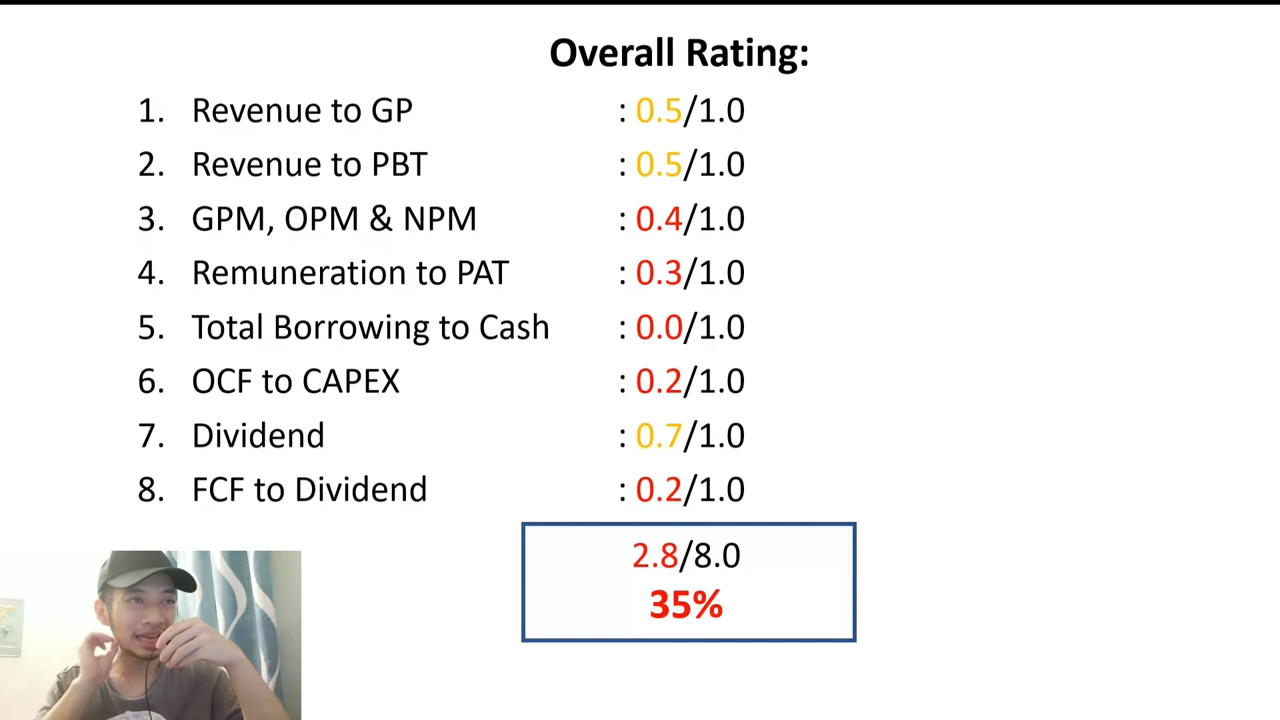 Overall Rating:
1. Revenue to GP : 0.5/1.0
2. Revenue to PBT : 0.5/1.0
3. GPM, OPM & NPM : 0.4/1.0
4. Remuneration to PAT : 0.3/1.0
5. Total Borrowing to Cash : 0.0/1.0
6. OCF to CAPEX : 0.2/1.0
7. Dividend : 0.7/1.0
8. FCF to Dividend : 0.2/1.0
2.8/8.0
35%